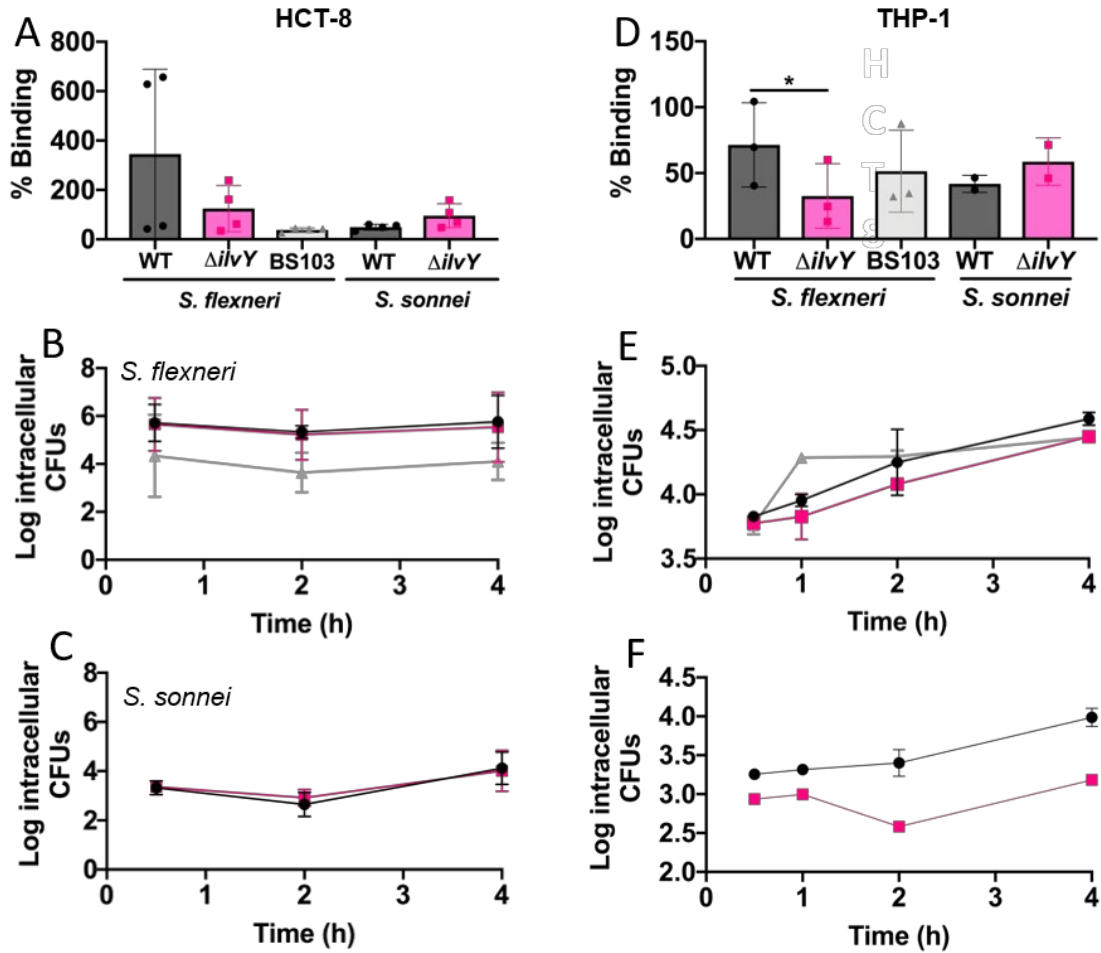 HCT-8
A
% Binding
800
600
400
200
0
WT ΔilvY BS103 WT ΔilvY
S. flexneri S. sonnei
THP-1
D
% Binding
150
100
50
0
*
H
C
T
8
WT ΔilvY BS103 WT ΔilvY
S. flexneri S. sonnei
B
S. flexneri
Log intracellular
CFUs
8
6
4
2
0
0 1 2 3 4
Time (h)
E
Log intracellular
CFUs
5.0
4.5
4.0
3.5
0 1 2 3 4
Time (h)
C
S. sonnei
Log intracellular
CFUs
8
6
4
2
0
0 1 2 3 4
Time (h)
F
Log intracellular
CFUs
4.5
4.0
3.5
3.0
2.5
2.0
0 1 2 3 4
Time (h)